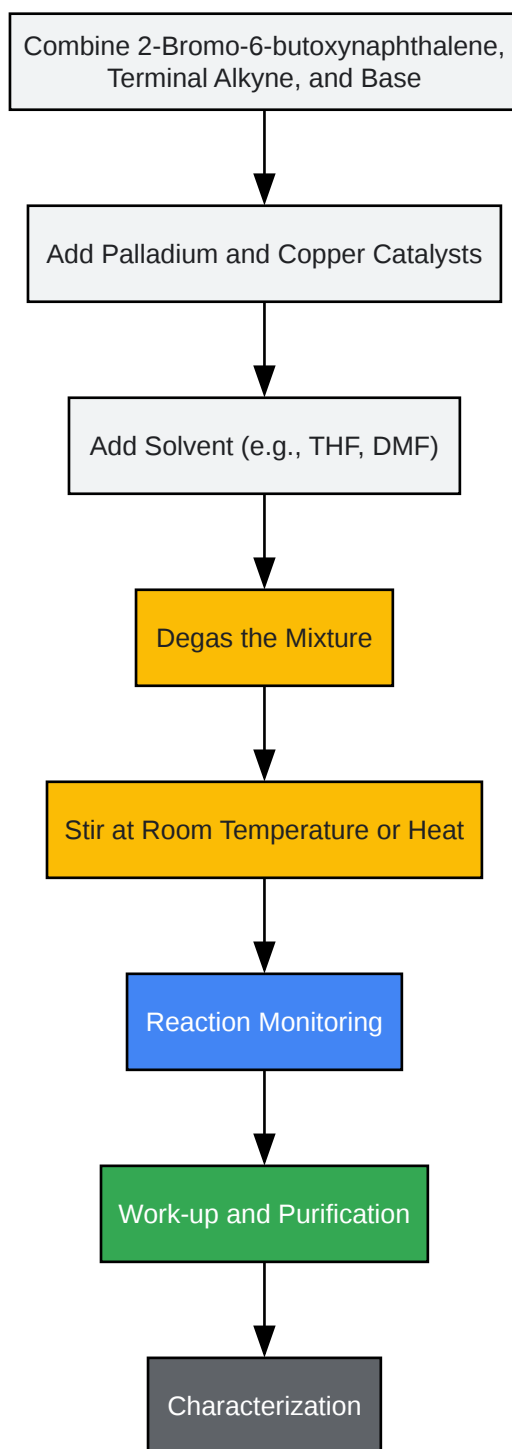 Combine 2-Bromo-6-butoxynaphthalene,
Terminal Alkyne, and Base
Add Palladium and Copper Catalysts
Add Solvent (e.g., THF, DMF)
Degas the Mixture
Stir at Room Temperature or Heat
Reaction Monitoring
Work-up and Purification
Characterization